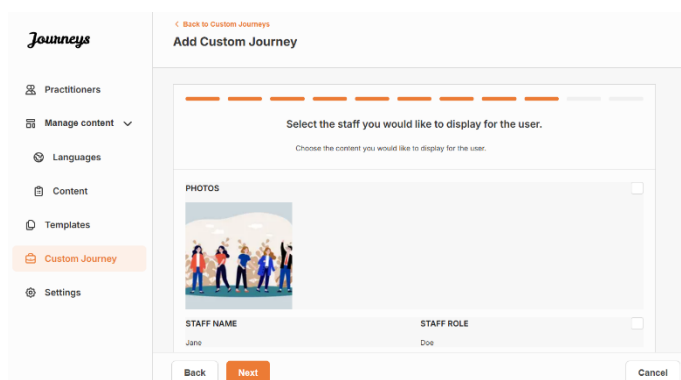 Journeys
Practitioners
Manage content
Languages
Content
Templates
Custom Journey
Settings
Back to Custom Journeys
Add Custom Journey
Select the staff you would like to display for the user.
Choose the content you would like to display for the user.
PHOTOS
STAFF NAME STAFF ROLE
Jane Doe
Back Next Cancel